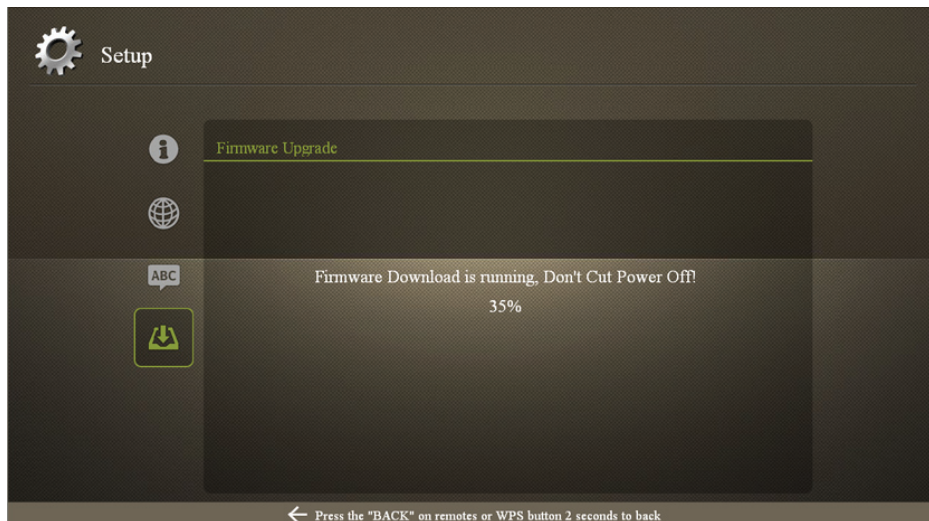 Setup
Firmware Upgrade
ABC
Firmware Download is running, Don't Cut Power Off!
35%
Press the "BACK" on remotes or WPS button 2 seconds to back